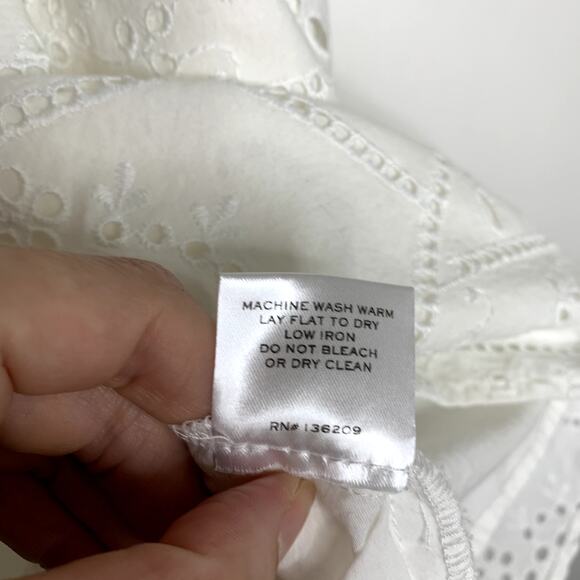 MACHINE WASH WARM
LAY FLAT TO DRY
LOW IRON
DO NOT BLEACH
OR DRY CLEAN
RN# 136209